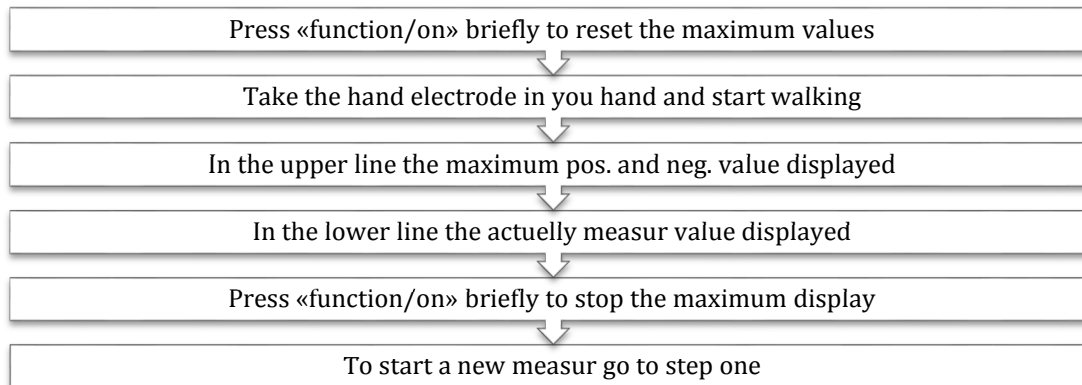 Press «function/on» briefly to reset the maximum values
Take the hand electrode in you hand and start walking
In the upper line the maximum pos. and neg. value displayed
In the lower line the actuelly measur value displayed
Press «function/on» briefly to stop the maximum display
To start a new measur go to step one